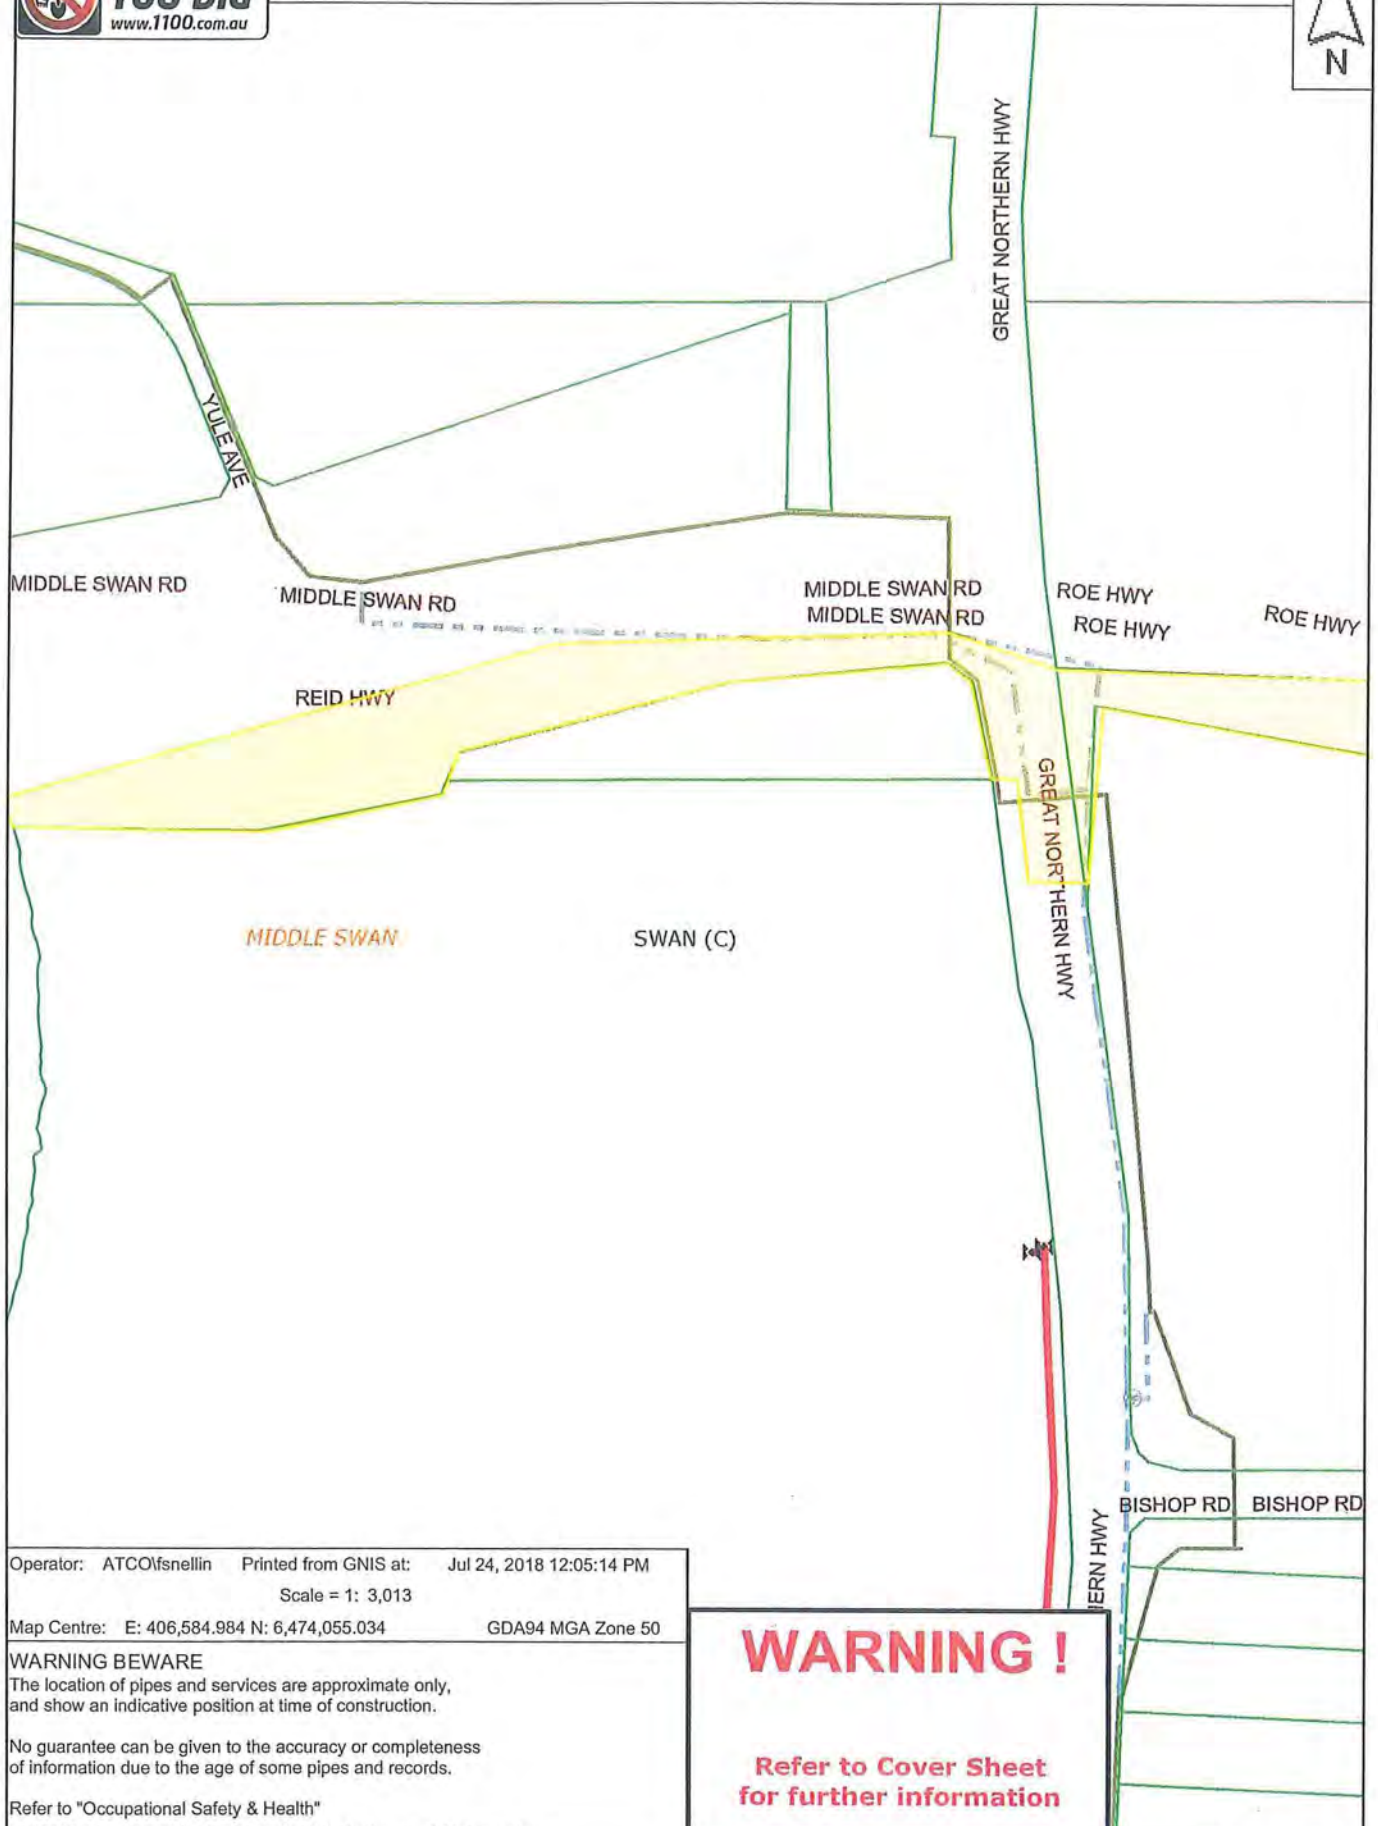 YOU DIG
www.1100.com.au
N
GREAT NORTHERN HWY
YULE AVE
MIDDLE SWAN RD
MIDDLE SWAN RD
MIDDLE SWAN RD
MIDDLE SWAN RD
ROE HWY
ROE HWY
ROE HWY
REID HWY
GREAT NORTHERN HWY
MIDDLE SWAN
SWAN (C)
BISHOP RD
BISHOP RD
ERN HWY
Operator: ATCO\fsnellin Printed from GNIS at: Jul 24, 2018 12:05:14 PM
Scale = 1: 3,013
Map Centre: E: 406,584.984 N: 6,474,055.034 GDA94 MGA Zone 50
WARNING BEWARE
The location of pipes and services are approximate only,
and show an indicative position at time of construction.
No guarantee can be given to the accuracy or completeness
of information due to the age of some pipes and records.
Refer to "Occupational Safety & Health"
WARNING !
Refer to Cover Sheet
for further information